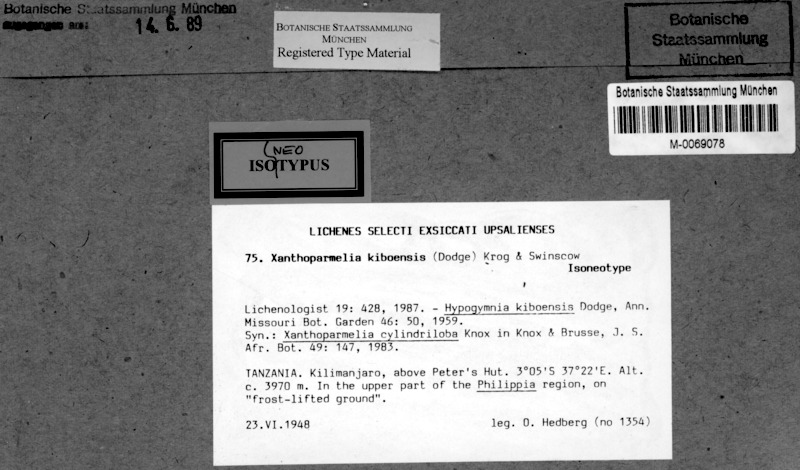 Botanische Staatssammlung München
zugegangen am: 14. 6. 89
BOTANISCHE STAATSSAMMLUNG
MÜNCHEN
Registered Type Material
Botanische
Staatssammlung
München
Botanische Staatssammlung München
M-0069078
NEO
ISOTYPUS
LICHENES SELECTI EXSICCATI UPSALIENSES
75. Xanthoparmelia kiboensis (Dodge) Krog & Swinscow
Isoneotype
Lichenologist 19: 428, 1987. - Hypogymnia kiboensis Dodge, Ann.
Missouri Bot. Garden 46: 50, 1959.
Syn.: Xanthoparmelia cylindriloba Knox in Knox & Brusse, J. S.
Afr. Bot. 49: 147, 1983.
TANZANIA. Kilimanjaro, above Peter's Hut. 3°05'S 37°22'E. Alt.
c. 3970 m. In the upper part of the Philippia region, on
"frost-lifted ground".
23.VI.1948 leg. O. Hedberg (no 1354)